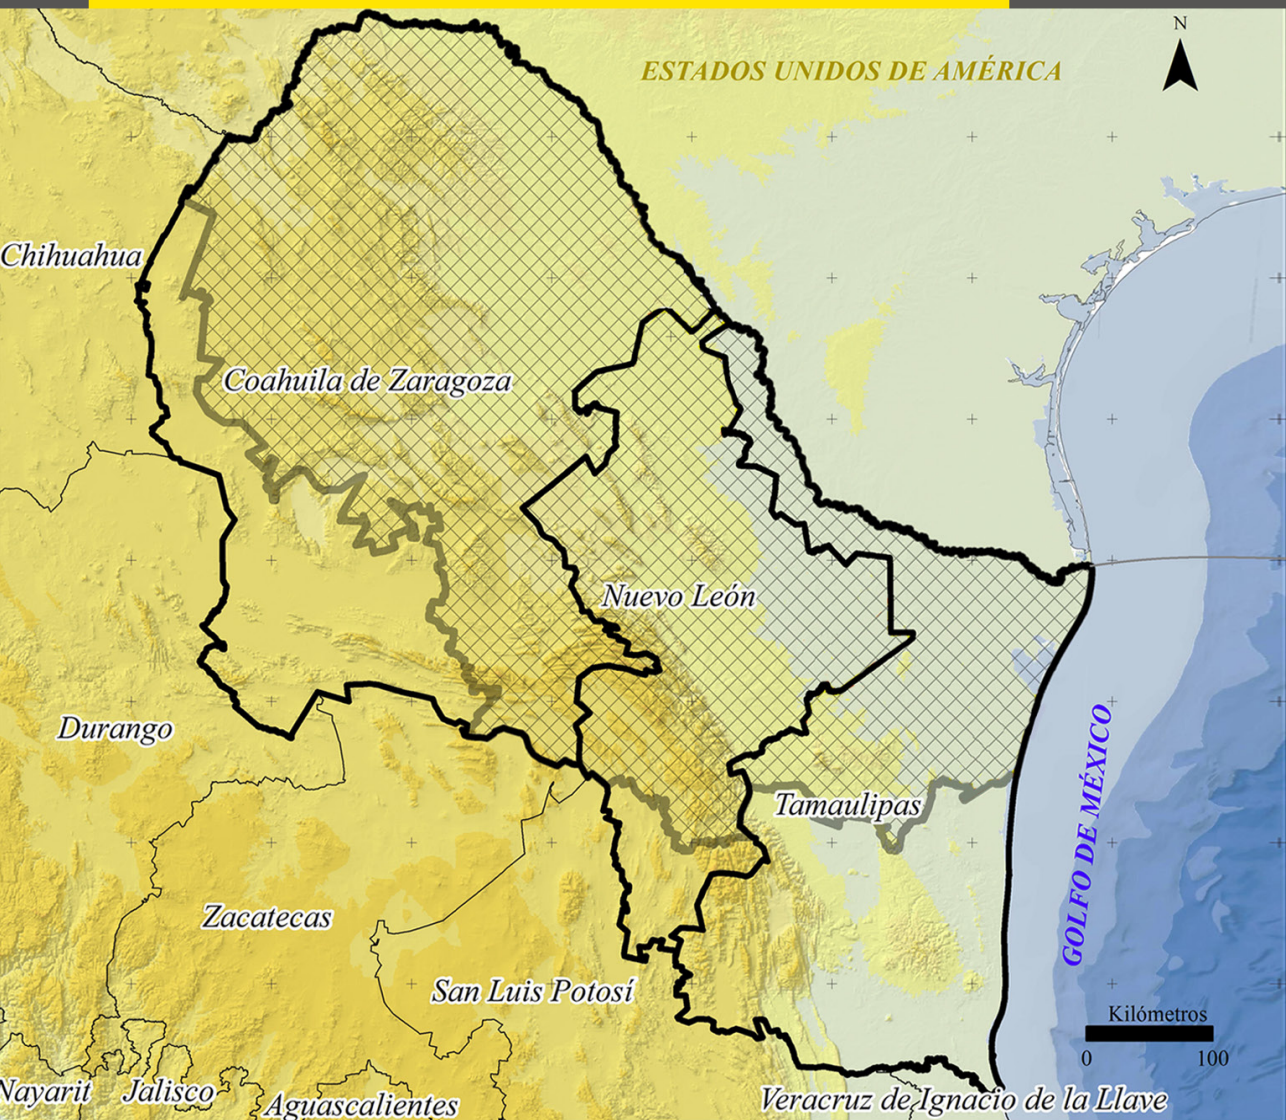 N
ESTADOS UNIDOS DE AMÉRICA
Chihuahua
Coahuila de Zaragoza
Nuevo León
Durango
GOLFO DE MÉXICO
Tamaulipas
Zacatecas
San Luis Potosí
Kilómetros
0 100
Nayarit
Jalisco
Aguascalientes
Veracruz de Ignacio de la Llave